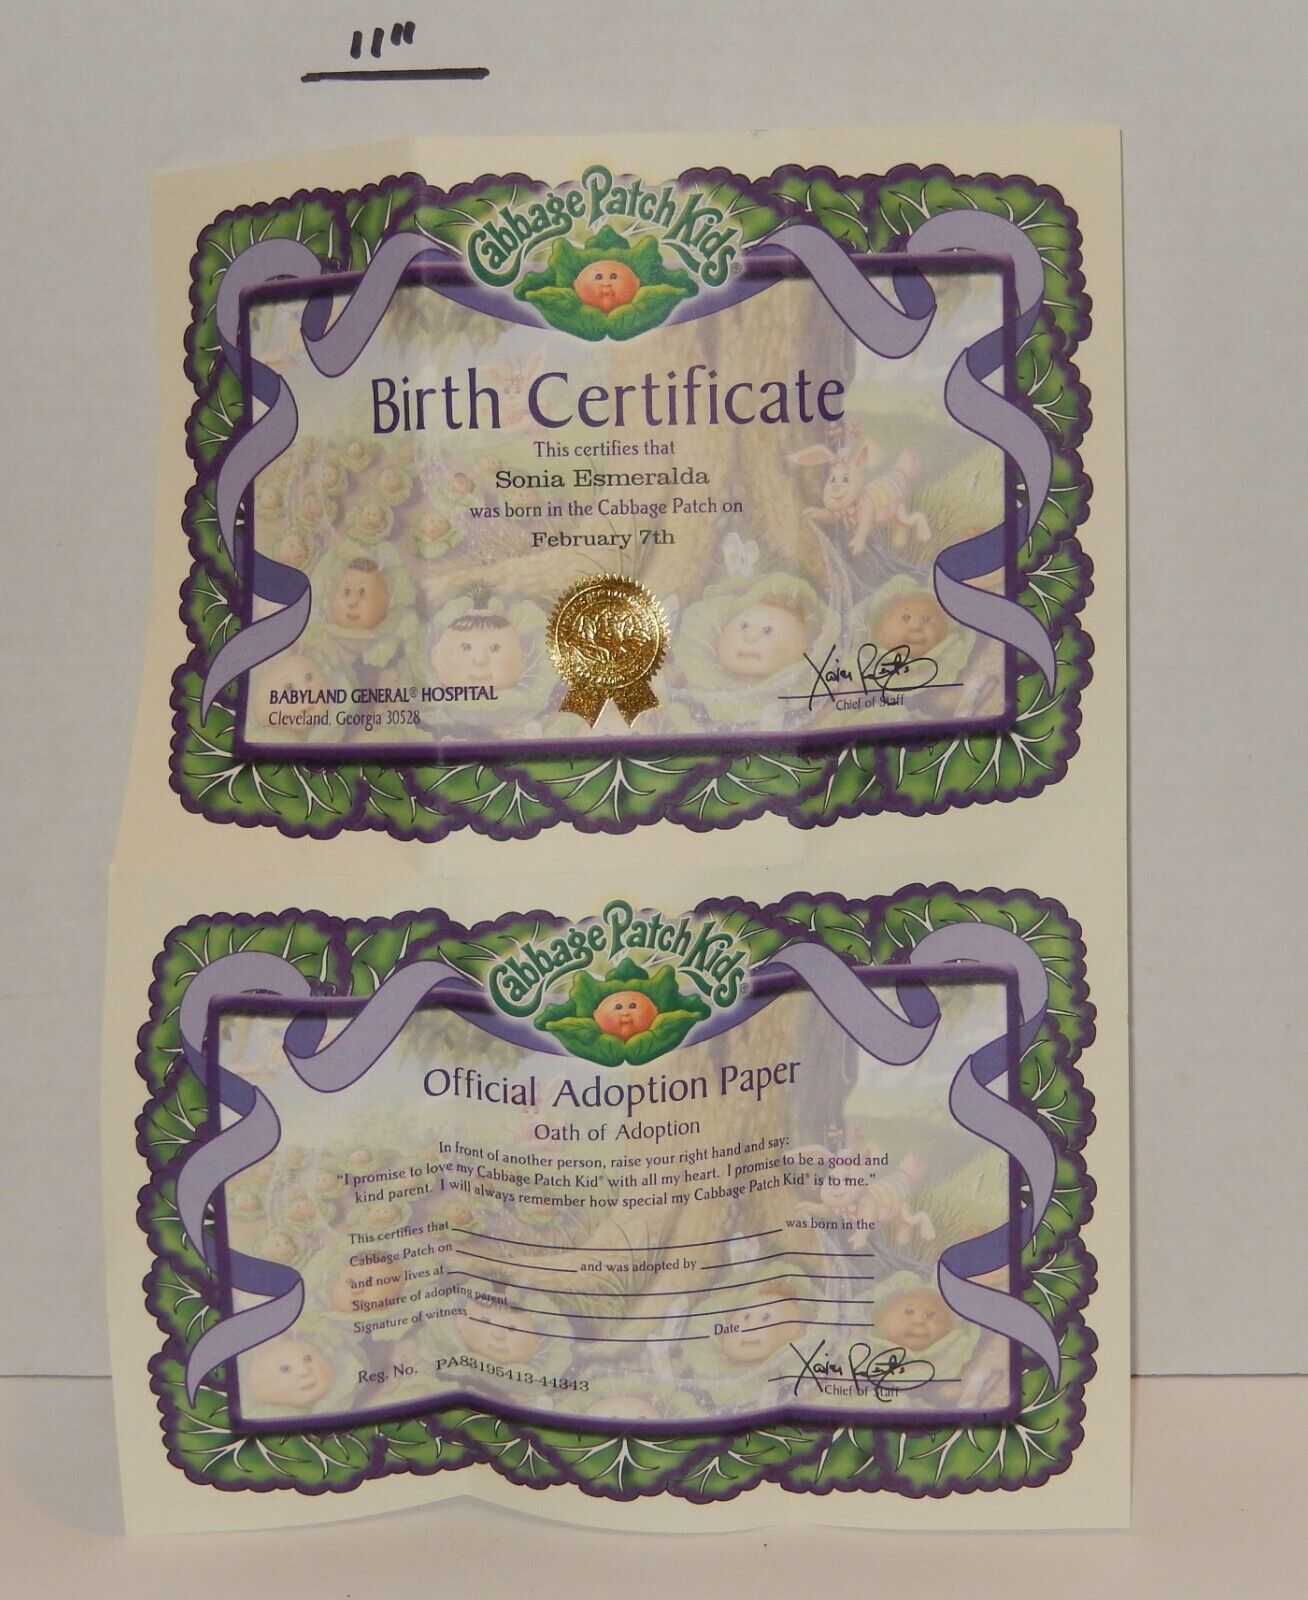 11"
Cabbage Patch Kids®
Birth Certificate
This certifies that
Sonia Esmeralda
was born in the Cabbage Patch on
February 7th
BABYLAND GENERAL® HOSPITAL
Cleveland, Georgia 30528
Xavier Roberts
Chief of Staff
Cabbage Patch Kids®
Official Adoption Paper
Oath of Adoption
In front of another person, raise your right hand and say:
"I promise to love my Cabbage Patch Kid® with all my heart. I promise to be a good and
kind parent. I will always remember how special my Cabbage Patch Kid® is to me."
This certifies that was born in the
Cabbage Patch on and was adopted by
and now lives at
Signature of adopting parent
Signature of witness Date
Reg. No. PA83195413-44343
Xavier Roberts
Chief of Staff